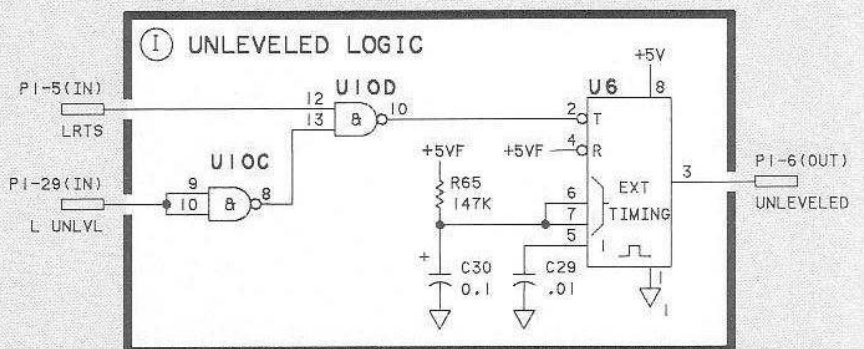 I UNLEVELED LOGIC
+5V
P1-5(IN)
U10D
U6
8
12
10
2
T
13
&
LRTS
4
R
+5VF
+5VF
U10C
P1-29(IN)
9
8
R65
3
P1-6(OUT)
10
&
147K
6
EXT
7
TIMING
UNLEVELED
L UNLVL
5
1
+
C30
C29
1
0.1
.01
1